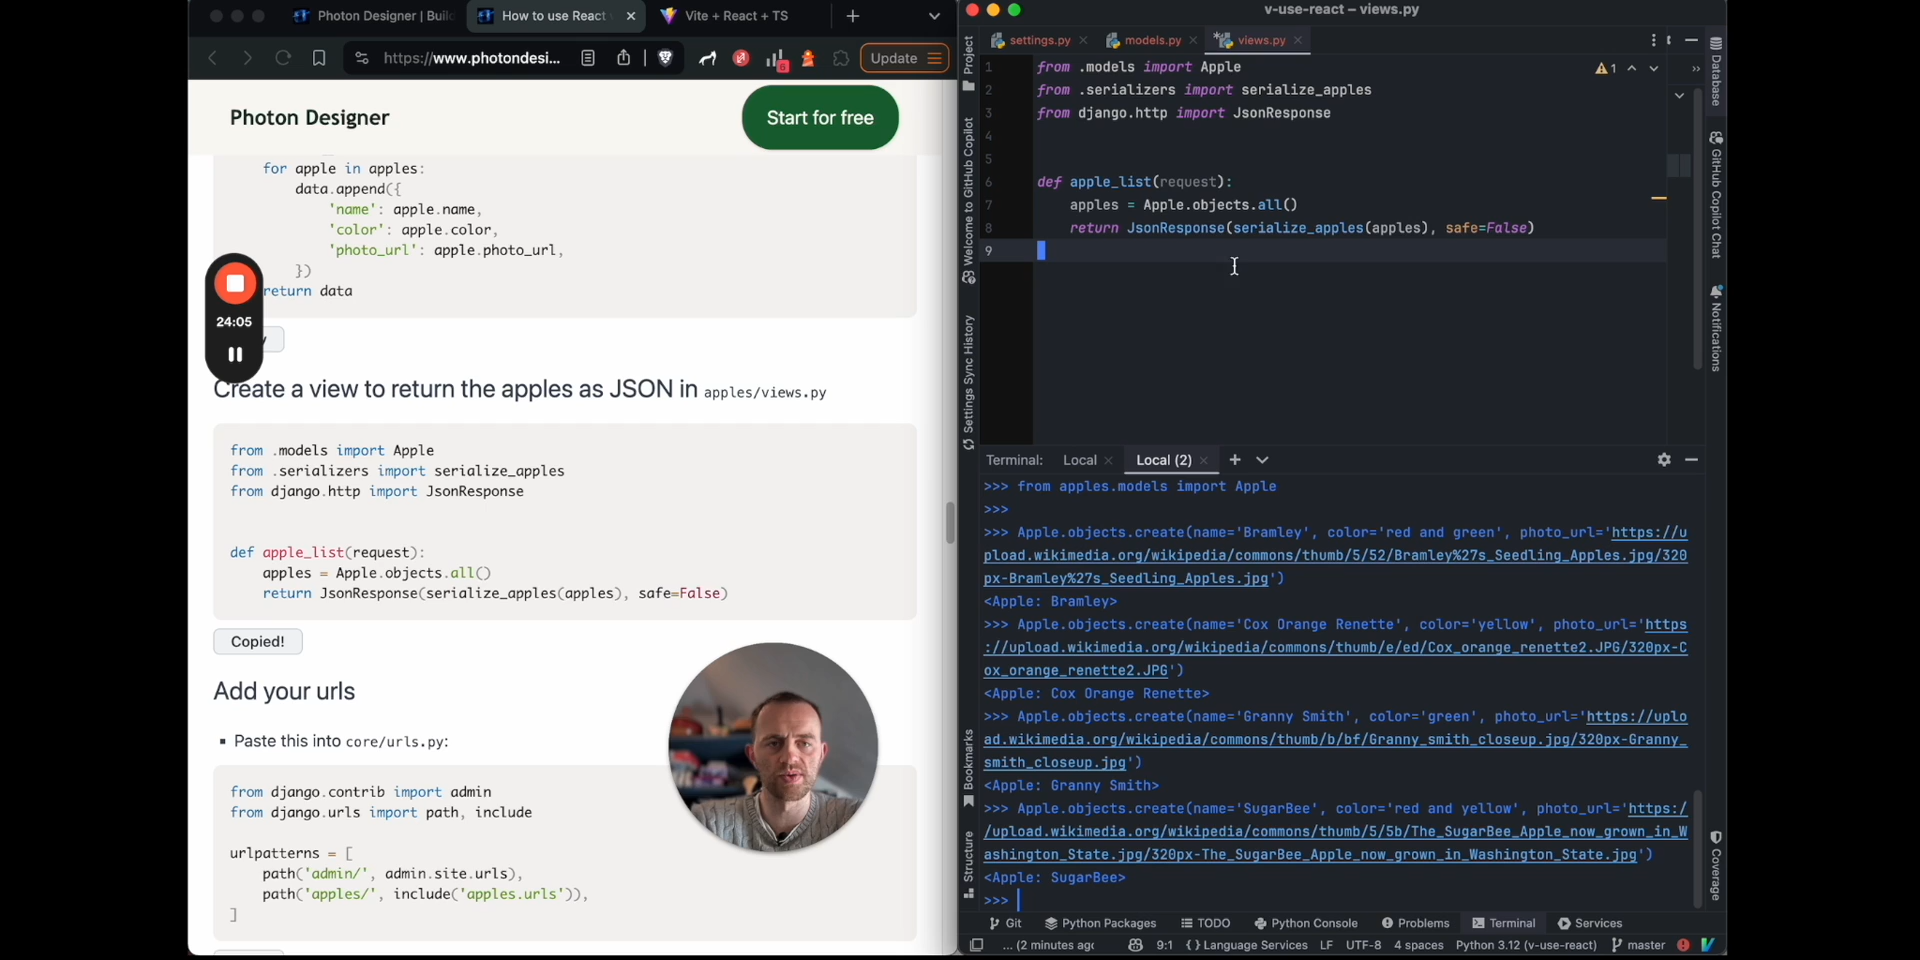 Photon Designer | Buil
How to use React
Vite + React + TS
https://www.photondesi...
6
Update
Photon Designer
Start for free
for apple in apples:
data.append({
'name': apple.name,
'color': apple.color,
'photo_url': apple.photo_url,
})
return data
24:05
Create a view to return the apples as JSON in apples/views.py
from .models import Apple
from .serializers import serialize_apples
from django.http import JsonResponse
def apple_list(request):
apples = Apple.objects.all()
return JsonResponse(serialize_apples(apples), safe=False)
Copied!
Add your urls
Paste this into core/urls.py:
from django.contrib import admin
from django.urls import path, include
urlpatterns = [
path('admin/', admin.site.urls),
path('apples/', include('apples.urls')),
]
v-use-react – views.py
settings.py
models.py
views.py
1 from .models import Apple
2 from .serializers import serialize_apples
3 from django.http import JsonResponse
4
5
6 def apple_list(request):
7 apples = Apple.objects.all()
8 return JsonResponse(serialize_apples(apples), safe=False)
9
1
Project
Welcome to GitHub Copilot
Settings Sync History
Bookmarks
Structure
Database
GitHub Copilot Chat
Notifications
Coverage
Terminal: Local Local (2)
>>> from apples.models import Apple
>>>
>>> Apple.objects.create(name='Bramley', color='red and green', photo_url='https://u
pload.wikimedia.org/wikipedia/commons/thumb/5/52/Bramley%27s_Seedling_Apples.jpg/320
px-Bramley%27s_Seedling_Apples.jpg')
<Apple: Bramley>
>>> Apple.objects.create(name='Cox Orange Renette', color='yellow', photo_url='https
://upload.wikimedia.org/wikipedia/commons/thumb/e/ed/Cox_orange_renette2.JPG/320px-C
ox_orange_renette2.JPG')
<Apple: Cox Orange Renette>
>>> Apple.objects.create(name='Granny Smith', color='green', photo_url='https://uplo
ad.wikimedia.org/wikipedia/commons/thumb/b/bf/Granny_smith_closeup.jpg/320px-Granny_
smith_closeup.jpg')
<Apple: Granny Smith>
>>> Apple.objects.create(name='SugarBee', color='red and yellow', photo_url='https:/
/upload.wikimedia.org/wikipedia/commons/thumb/5/5b/The_SugarBee_Apple_now_grown_in_W
ashington_State.jpg/320px-The_SugarBee_Apple_now_grown_in_Washington_State.jpg')
<Apple: SugarBee>
>>>
Git Python Packages TODO Python Console Problems Terminal Services
... (2 minutes ago 9:1 { } Language Services LF UTF-8 4 spaces Python 3.12 (v-use-react) master